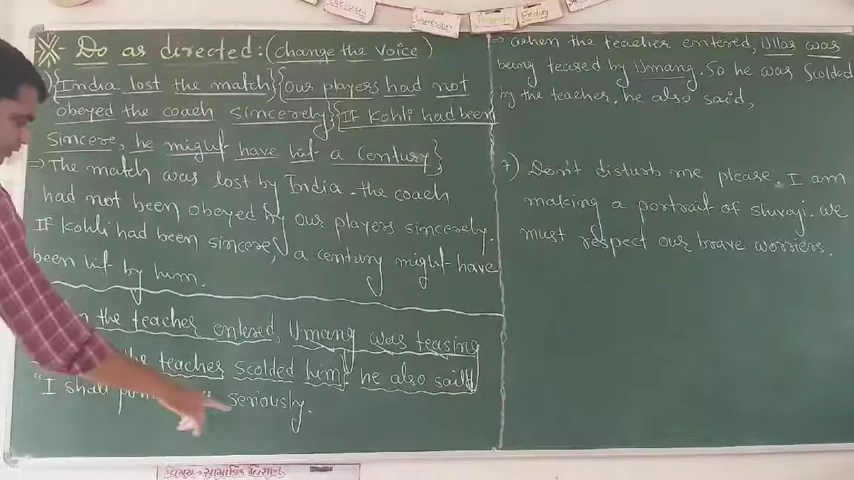 Do as directed: (change the voice)
India lost the match} {Our players had not
obeyed the coach sincerely} {IF Kohli had been
Sincere, he might have hit a Century}
⇒ The match was lost by India. the coach
had not been obeyed by our players sincerely.
IF Kohli had been sincere, a century might have
been hit by him.
the teacher entered, Umang was teasing
the teacher scolded him}. he also said
"I shall seriously.
⇒ when the teacher entered, Ullas was
being teased by Umang. So he was Scolded
by the teacher. he also said,
7) Don't disturb me please. I am
making a portrait of Shivaji. we
must respect our brave worriers.